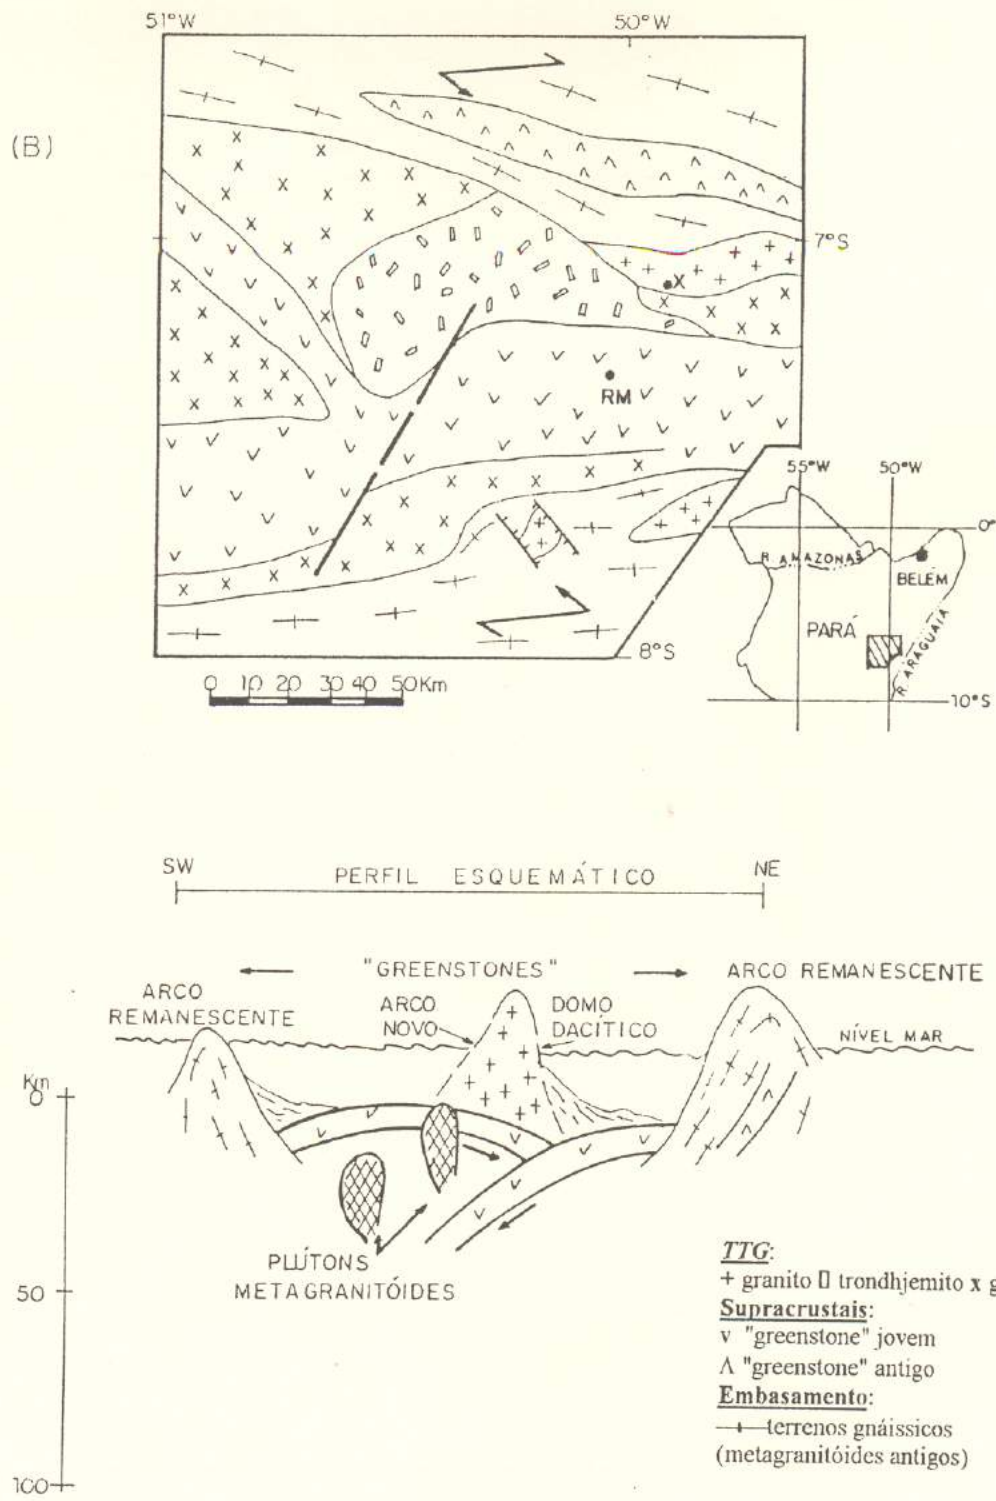 51°W
50°W
(B)
7°S
X
RM
8°S
0 10 20 30 40 50Km
55°W 50°W
0°
R. AMAZONAS
BELÉM
PARÁ
R. ARAGUAIA
10°S
SW
NE
PERFIL ESQUEMÁTICO
"GREENSTONES"
ARCO REMANESCENTE
ARCO
REMANESCENTE
ARCO
NOVO
DOMO
DACÍTICO
NÍVEL MAR
Km
0
PLÚTONS
METAGRANITÓIDES
50
100
TTG:
+ granito ▯ trondhjemito x g
Supracrustais:
v "greenstone" jovem
Λ "greenstone" antigo
Embasamento:
terrenos gnáissicos
(metagranitóides antigos)